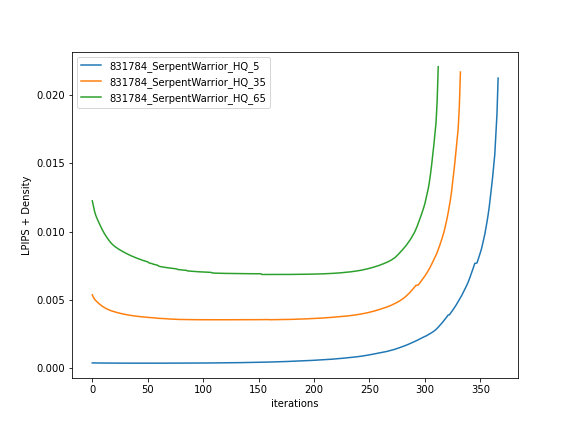 831784_SerpentWarrior_HQ_5
831784_SerpentWarrior_HQ_35
831784_SerpentWarrior_HQ_65
LPIPS + Density
0.020
0.015
0.010
0.005
0.000
0 50 100 150 200 250 300 350
iterations